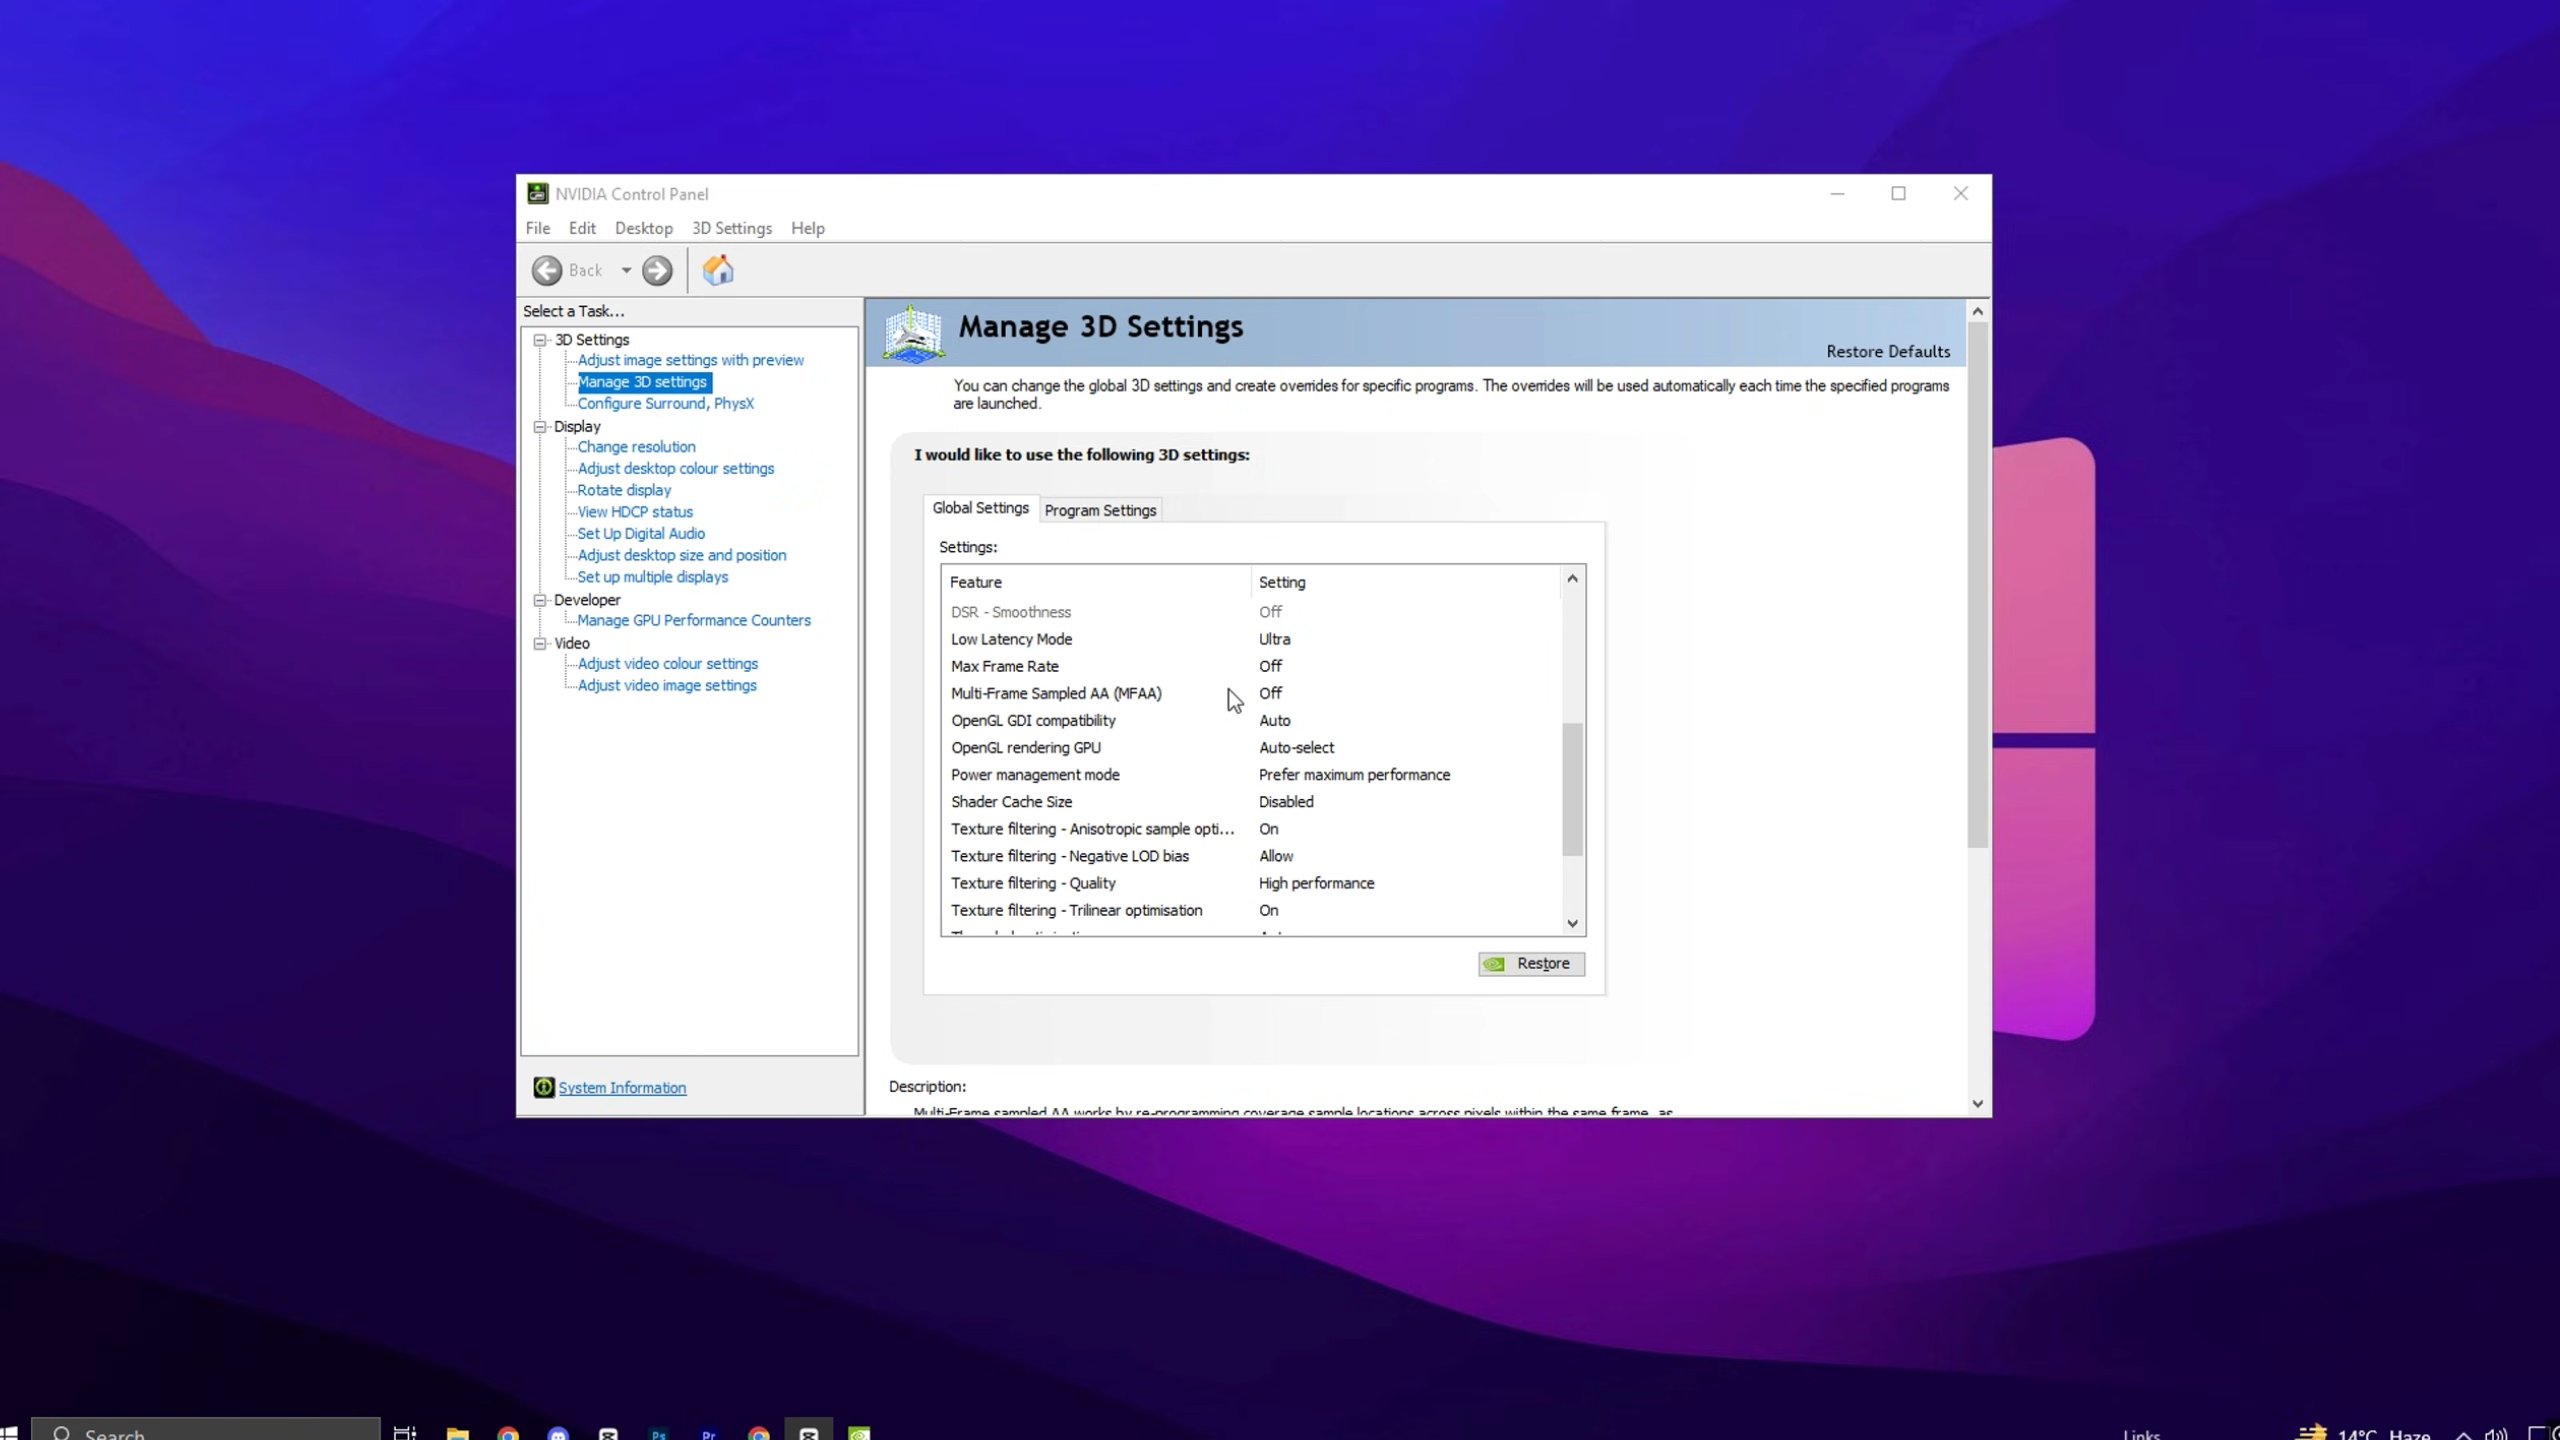 NVIDIA Control Panel
File Edit Desktop 3D Settings Help
Back
Select a Task...
3D Settings
Adjust image settings with preview
Manage 3D settings
Configure Surround, PhysX
Display
Change resolution
Adjust desktop colour settings
Rotate display
View HDCP status
Set Up Digital Audio
Adjust desktop size and position
Set up multiple displays
Developer
Manage GPU Performance Counters
Video
Adjust video colour settings
Adjust video image settings
System Information
Manage 3D Settings
Restore Defaults
You can change the global 3D settings and create overrides for specific programs. The overrides will be used automatically each time the specified programs
are launched.
I would like to use the following 3D settings:
Global Settings Program Settings
Settings:
Feature Setting
DSR - Smoothness Off
Low Latency Mode Ultra
Max Frame Rate Off
Multi-Frame Sampled AA (MFAA) Off
OpenGL GDI compatibility Auto
OpenGL rendering GPU Auto-select
Power management mode Prefer maximum performance
Shader Cache Size Disabled
Texture filtering - Anisotropic sample opti... On
Texture filtering - Negative LOD bias Allow
Texture filtering - Quality High performance
Texture filtering - Trilinear optimisation On
Restore
Description:
Multi-Frame sampled AA works by re-programming coverage sample locations across pixels within the same frame, as
Search Ps Pr Links 14°C Haze